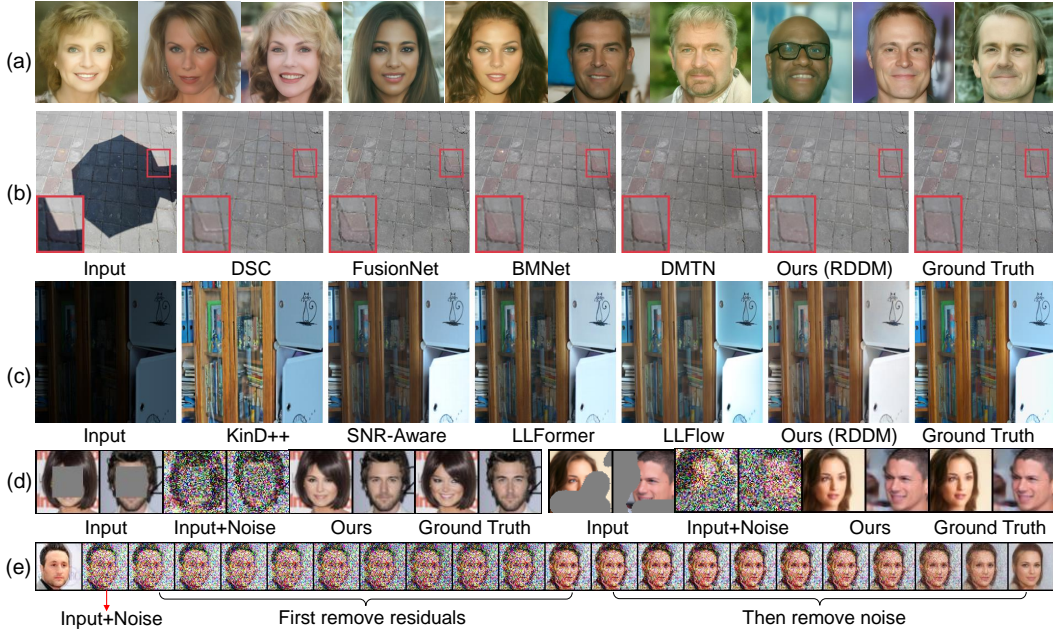 (a)
(b)
Input DSC FusionNet BMNet DMTN Ours (RDDM) Ground Truth
(c)
Input KinD++ SNR-Aware LLFormer LLFlow Ours (RDDM) Ground Truth
(d)
Input Input+Noise Ours Ground Truth Input Input+Noise Ours Ground Truth
(e)
Input+Noise First remove residuals Then remove noise